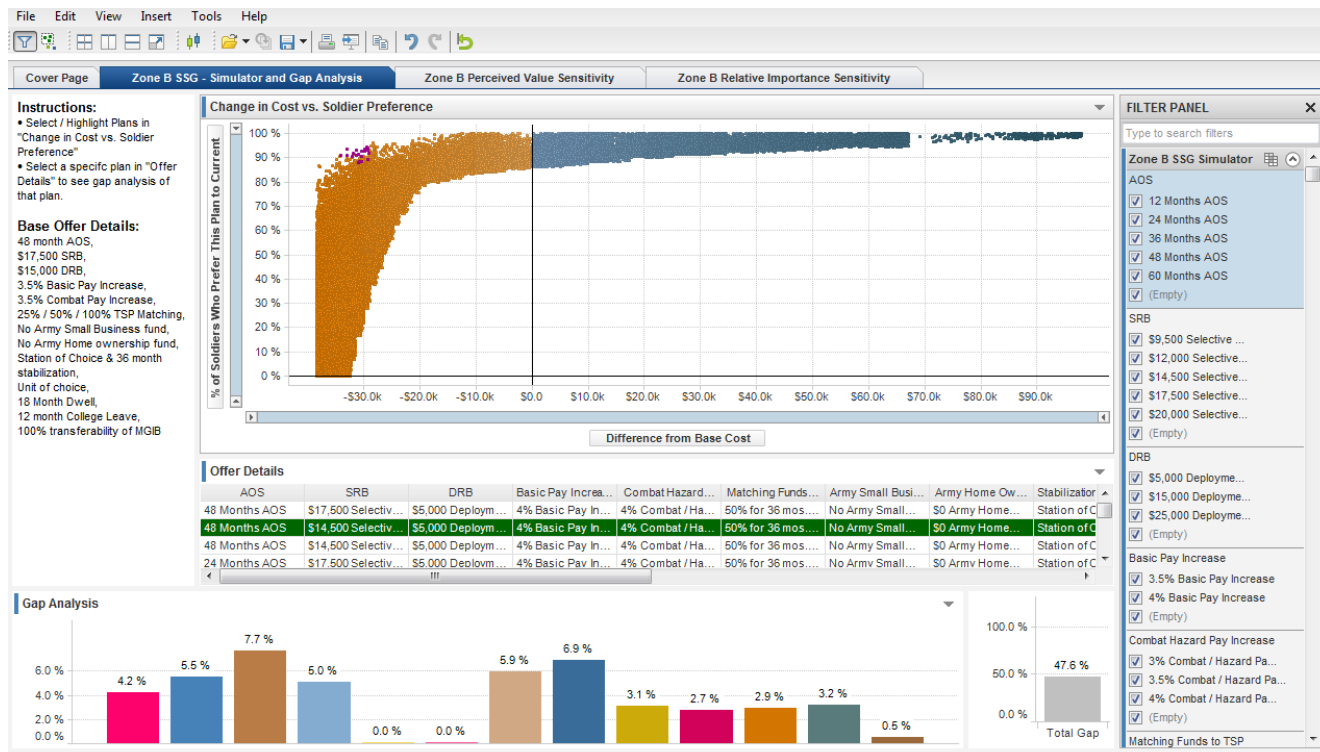 File Edit View Insert Tools Help
Cover Page
Zone B SSG - Simulator and Gap Analysis
Zone B Perceived Value Sensitivity
Zone B Relative Importance Sensitivity
Instructions:
• Select / Highlight Plans in
"Change in Cost vs. Soldier
Preference"
• Select a specifc plan in "Offer
Details" to see gap analysis of
that plan.
Base Offer Details:
48 month AOS,
$17,500 SRB,
$15,000 DRB,
3.5% Basic Pay Increase,
3.5% Combat Pay Increase,
25% / 50% / 100% TSP Matching,
No Army Small Business fund,
No Army Home ownership fund,
Station of Choice & 36 month
stabilization,
Unit of choice,
18 Month Dwell,
12 month College Leave,
100% transferability of MGIB
Change in Cost vs. Soldier Preference
% of Soldiers Who Prefer This Plan to Current
100 %
90 %
80 %
70 %
60 %
50 %
40 %
30 %
20 %
10 %
0 %
-$30.0k -$20.0k -$10.0k $0.0 $10.0k $20.0k $30.0k $40.0k $50.0k $60.0k $70.0k $80.0k $90.0k
Difference from Base Cost
Offer Details
AOS SRB DRB Basic Pay Increa... Combat Hazard... Matching Funds... Army Small Busi... Army Home Ow... Stabilization
48 Months AOS $17,500 Selectiv... $5,000 Deploym... 4% Basic Pay In... 4% Combat / Ha... 50% for 36 mos.... No Army Small... $0 Army Home... Station of C
48 Months AOS $14,500 Selectiv... $5,000 Deploym... 4% Basic Pay In... 4% Combat / Ha... 50% for 36 mos.... No Army Small... $0 Army Home... Station of C
48 Months AOS $14,500 Selectiv... $5,000 Deploym... 4% Basic Pay In... 4% Combat / Ha... 50% for 36 mos.... No Army Small... $0 Army Home... Station of C
24 Months AOS $17,500 Selectiv... $5,000 Deploym... 4% Basic Pay In... 4% Combat / Ha... 50% for 36 mos.... No Army Small... $0 Army Home... Station of C
Gap Analysis
6.0 %
4.0 %
2.0 %
0.0 %
4.2 % 5.5 % 7.7 % 5.0 % 0.0 % 0.0 % 5.9 % 6.9 % 3.1 % 2.7 % 2.9 % 3.2 % 0.5 %
100.0 %
50.0 %
0.0 %
47.6 %
Total Gap
FILTER PANEL
Type to search filters
Zone B SSG Simulator
AOS
12 Months AOS
24 Months AOS
36 Months AOS
48 Months AOS
60 Months AOS
(Empty)
SRB
$9,500 Selective ...
$12,000 Selective...
$14,500 Selective...
$17,500 Selective...
$20,000 Selective...
(Empty)
DRB
$5,000 Deployme...
$15,000 Deployme...
$25,000 Deployme...
(Empty)
Basic Pay Increase
3.5% Basic Pay Increase
4% Basic Pay Increase
(Empty)
Combat Hazard Pay Increase
3% Combat / Hazard Pa...
3.5% Combat / Hazard Pa...
4% Combat / Hazard Pa...
(Empty)
Matching Funds to TSP